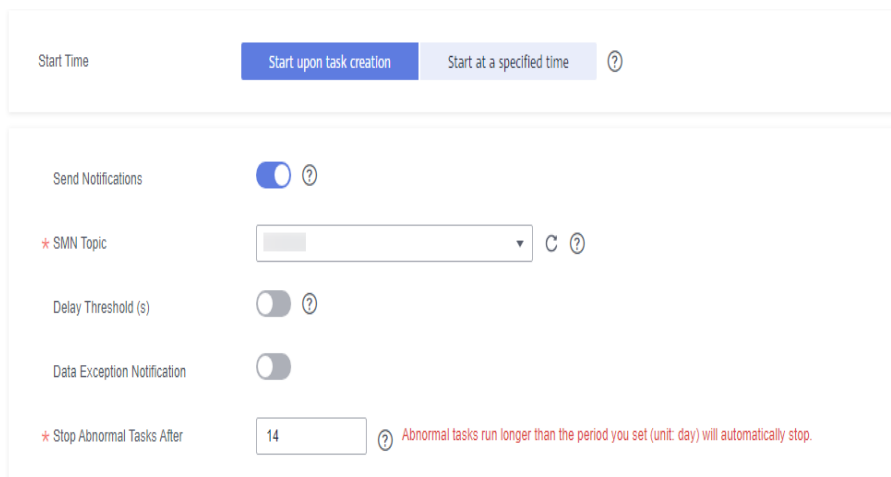 Start Time Start upon task creation Start at a specified time ?
Send Notifications ?
* SMN Topic ?
Delay Threshold (s) ?
Data Exception Notification
* Stop Abnormal Tasks After 14 ? Abnormal tasks run longer than the period you set (unit: day) will automatically stop.